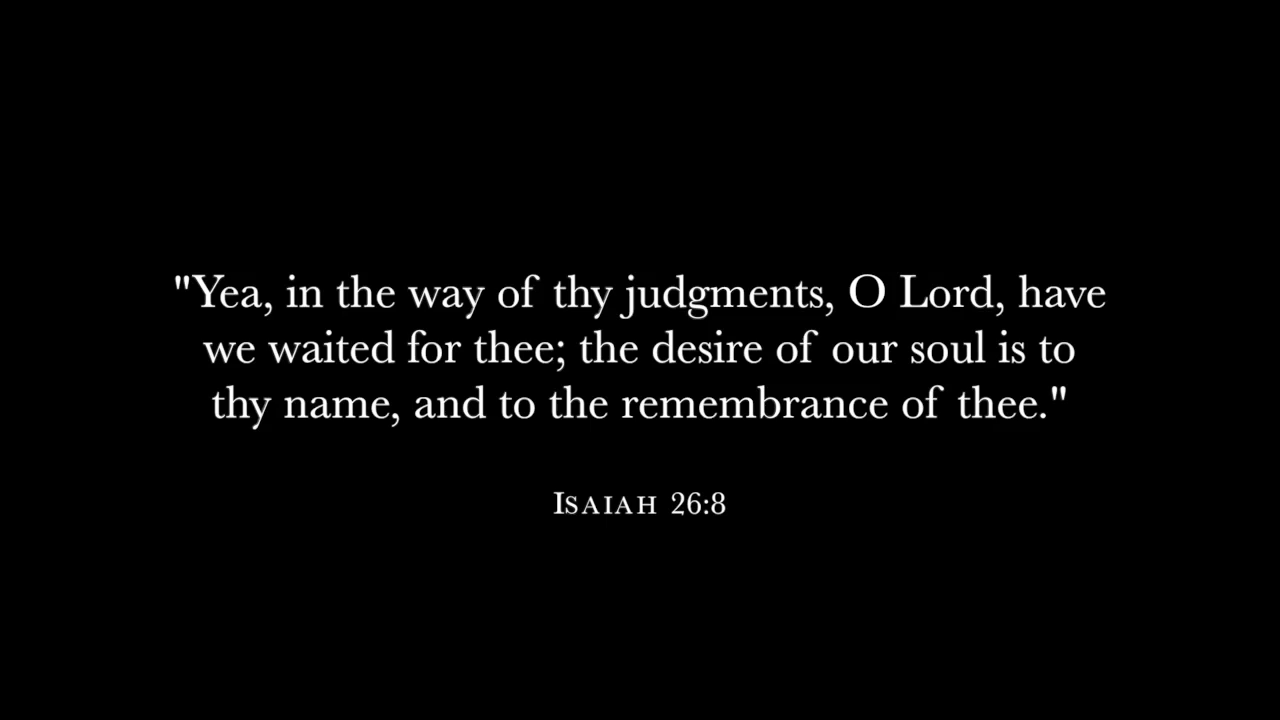 "Yea, in the way of thy judgments, O Lord, have
we waited for thee; the desire of our soul is to
thy name, and to the remembrance of thee."
Isaiah 26:8